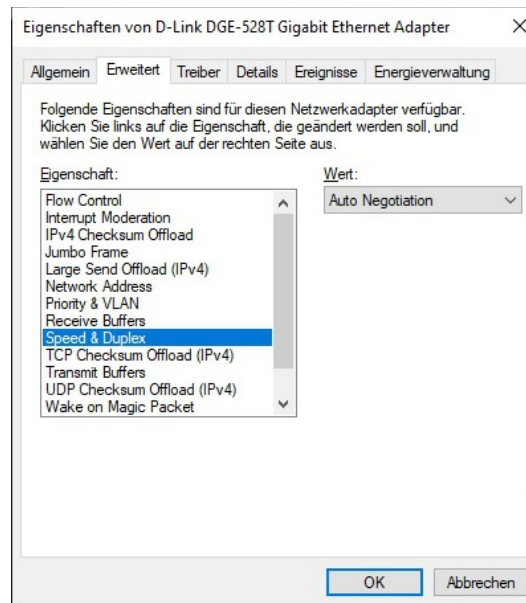 Eigenschaften von D-Link DGE-528T Gigabit Ethernet Adapter
Allgemein Erweitert Treiber Details Ereignisse Energieverwaltung
Folgende Eigenschaften sind für diesen Netzwerkadapter verfügbar.
Klicken Sie links auf die Eigenschaft, die geändert werden soll, und
wählen Sie den Wert auf der rechten Seite aus.
Eigenschaft:
Flow Control
Interrupt Moderation
IPv4 Checksum Offload
Jumbo Frame
Large Send Offload (IPv4)
Network Address
Priority & VLAN
Receive Buffers
Speed & Duplex
TCP Checksum Offload (IPv4)
Transmit Buffers
UDP Checksum Offload (IPv4)
Wake on Magic Packet
Wert:
Auto Negotiation
OK Abbrechen